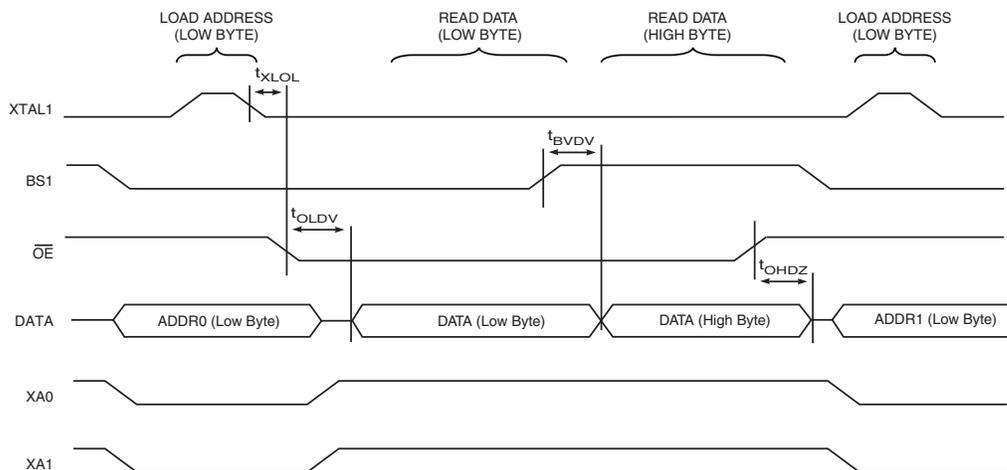 LOAD ADDRESS
(LOW BYTE)
READ DATA
(LOW BYTE)
READ DATA
(HIGH BYTE)
LOAD ADDRESS
(LOW BYTE)
tXLOL
XTAL1
tBVDV
BS1
tOLDV
OE
tOHDZ
DATA
ADDR0 (Low Byte)
DATA (Low Byte)
DATA (High Byte)
ADDR1 (Low Byte)
XA0
XA1